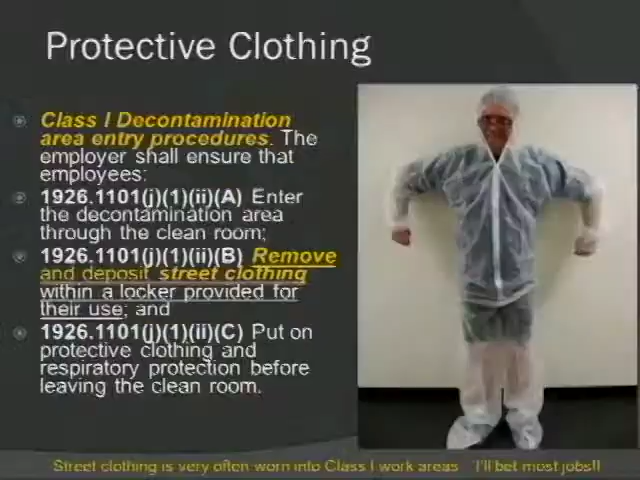 Protective Clothing
Class I Decontamination
area entry procedures. The
employer shall ensure that
employees:
1926.1101(j)(1)(ii)(A) Enter
the decontamination area
through the clean room;
1926.1101(j)(1)(ii)(B) Remove
and deposit street clothing
within a locker provided for
their use; and
1926.1101(j)(1)(ii)(C) Put on
protective clothing and
respiratory protection before
leaving the clean room.
Street clothing is very often worn into Class I work areas I'll bet most jobs!!